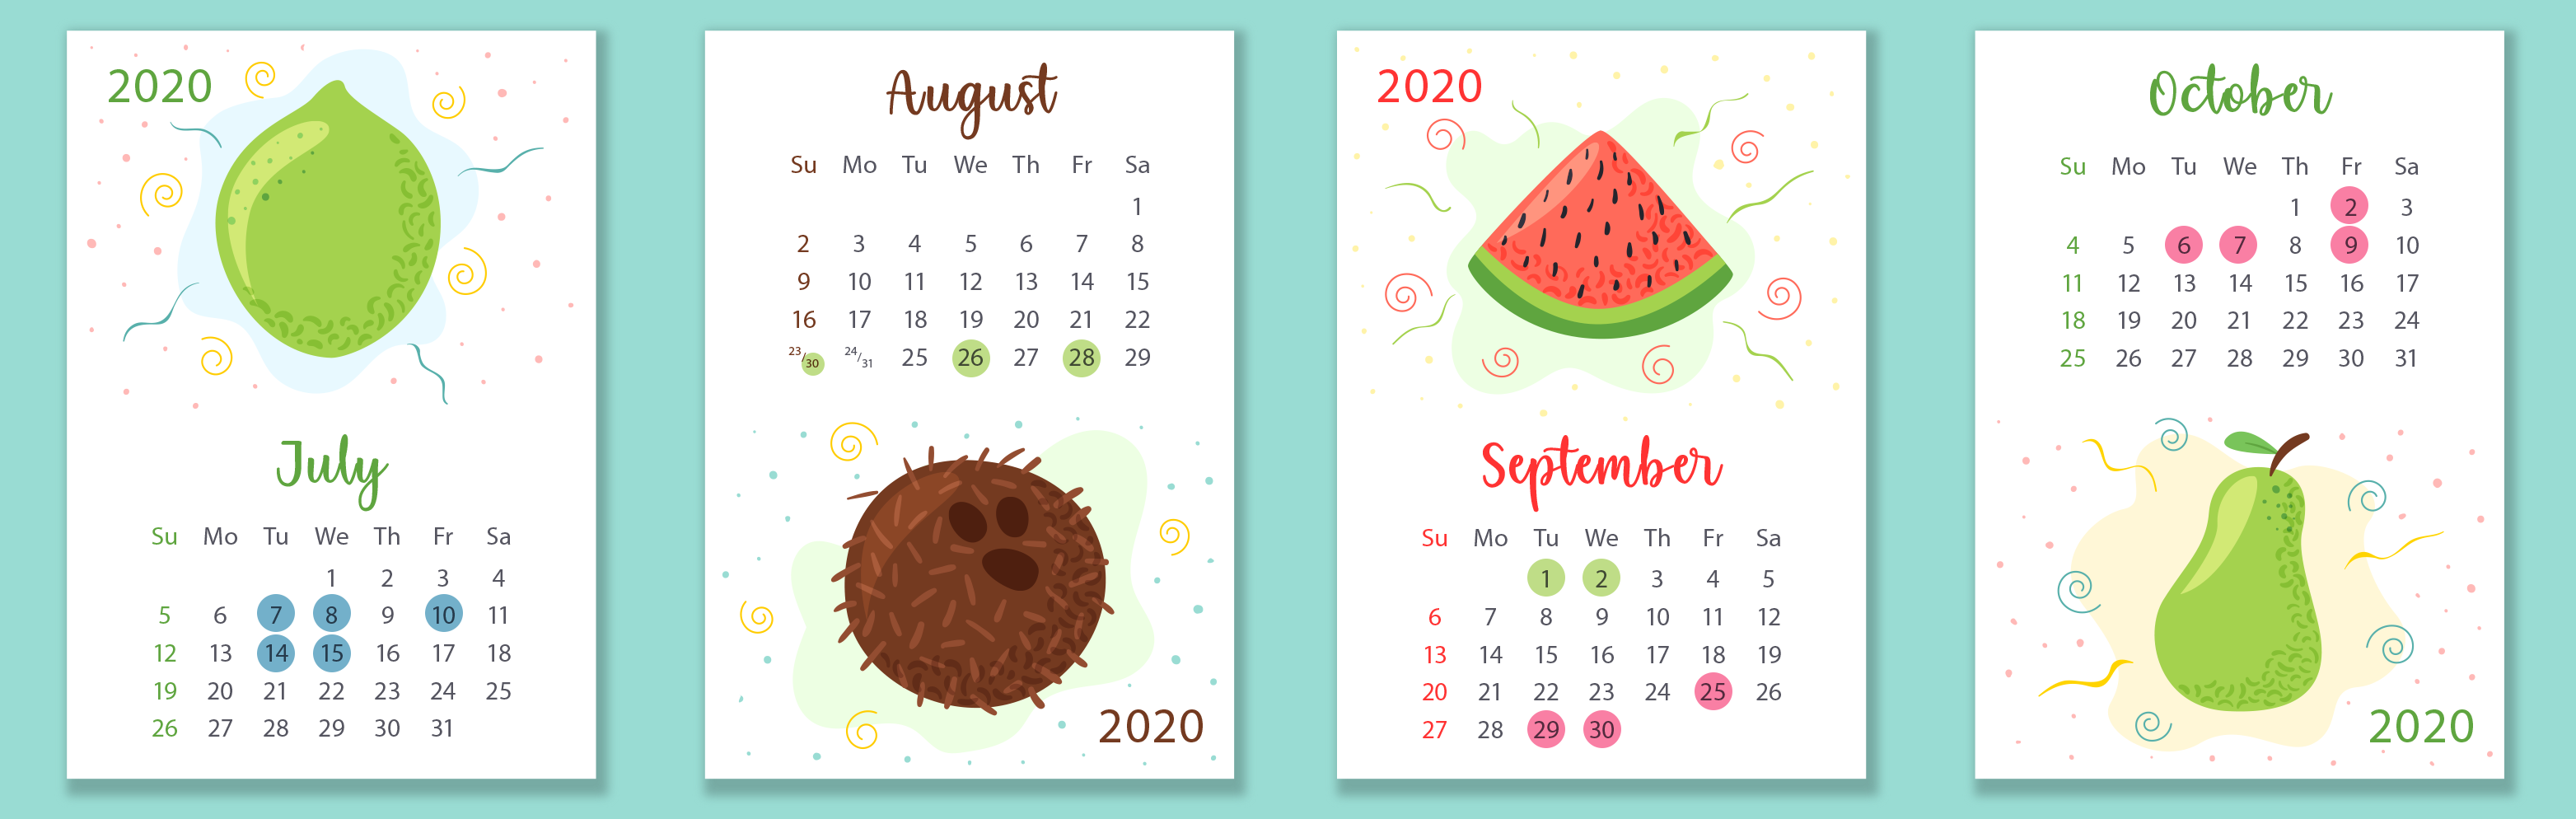 2020
July
Su Mo Tu We Th Fr Sa
1 2 3 4
5 6 7 8 9 10 11
12 13 14 15 16 17 18
19 20 21 22 23 24 25
26 27 28 29 30 31
August
Su Mo Tu We Th Fr Sa
1
2 3 4 5 6 7 8
9 10 11 12 13 14 15
16 17 18 19 20 21 22
23/30 24/31 25 26 27 28 29
2020
2020
September
Su Mo Tu We Th Fr Sa
1 2 3 4 5
6 7 8 9 10 11 12
13 14 15 16 17 18 19
20 21 22 23 24 25 26
27 28 29 30
October
Su Mo Tu We Th Fr Sa
1 2 3
4 5 6 7 8 9 10
11 12 13 14 15 16 17
18 19 20 21 22 23 24
25 26 27 28 29 30 31
2020